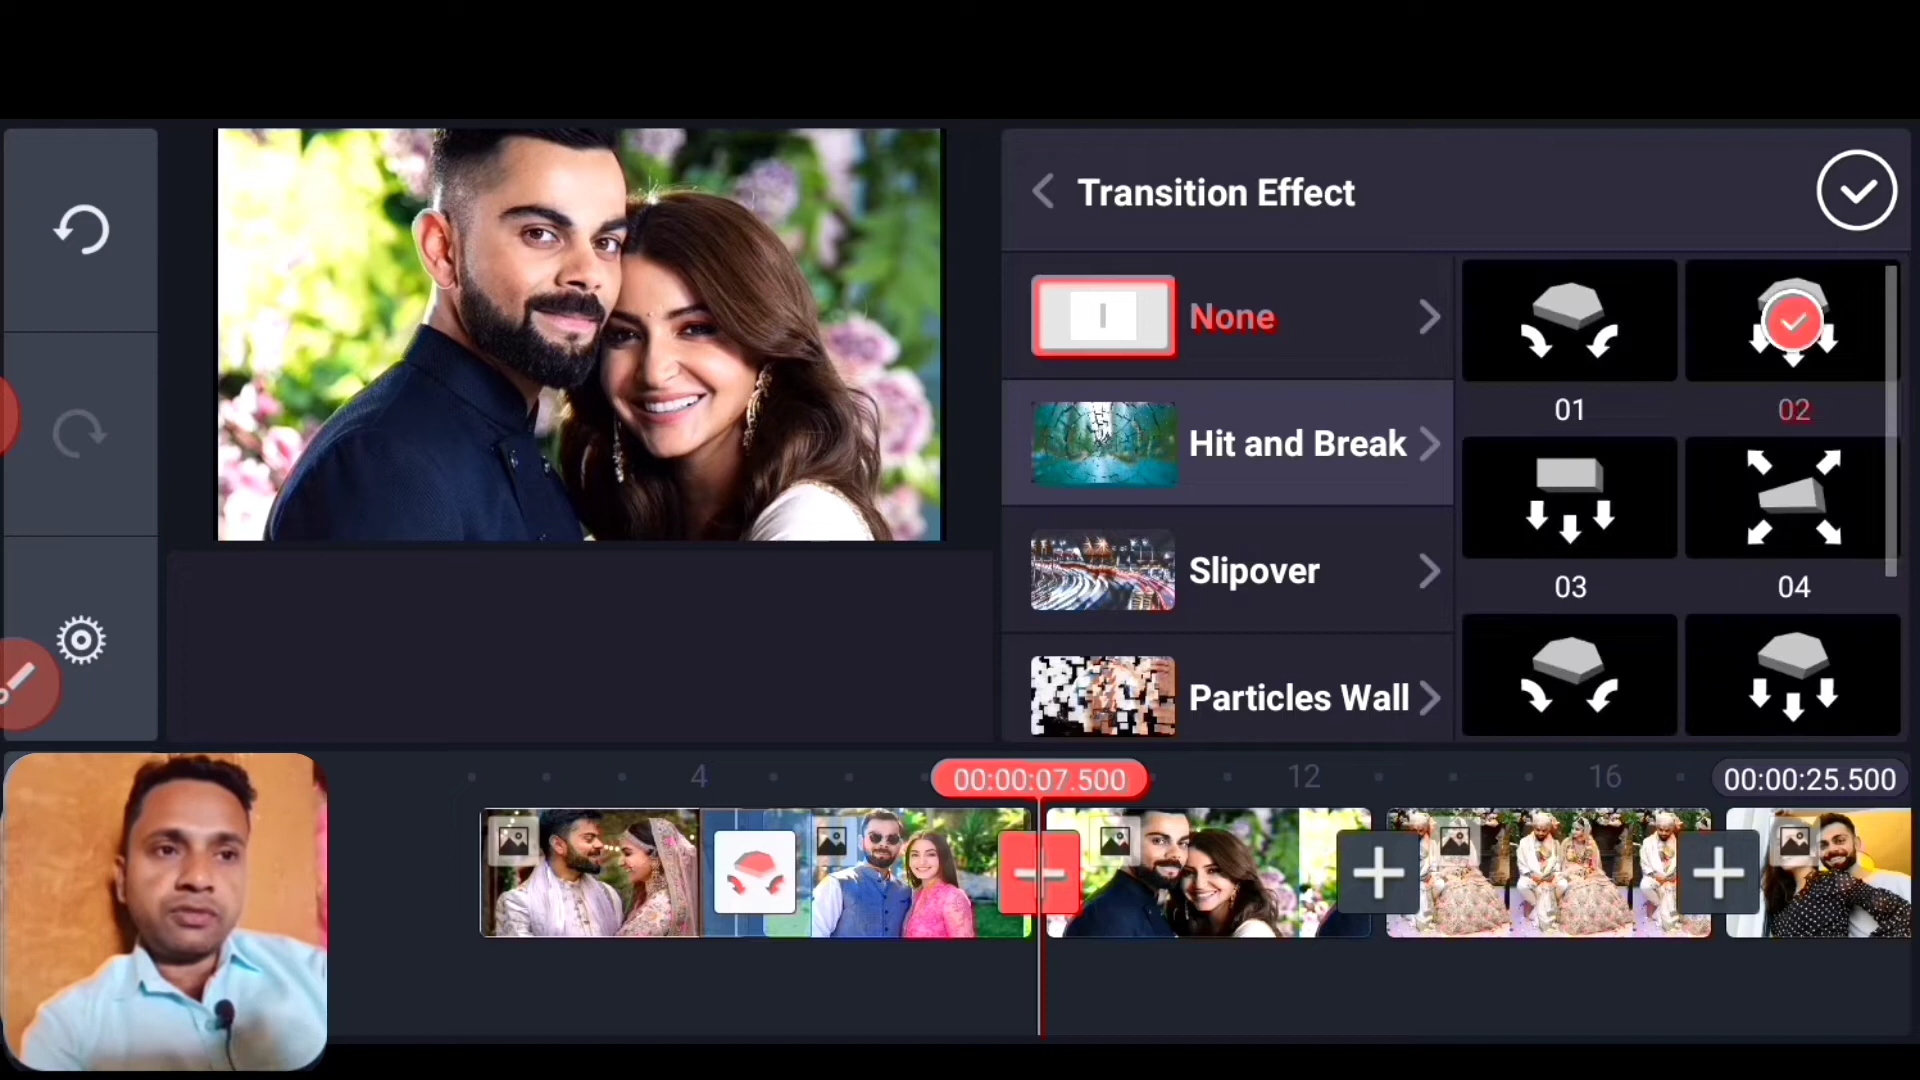 Transition Effect
None
Hit and Break
Slipover
Particles Wall
01
02
03
04
4
00:00:07.500
12
16
00:00:25.500